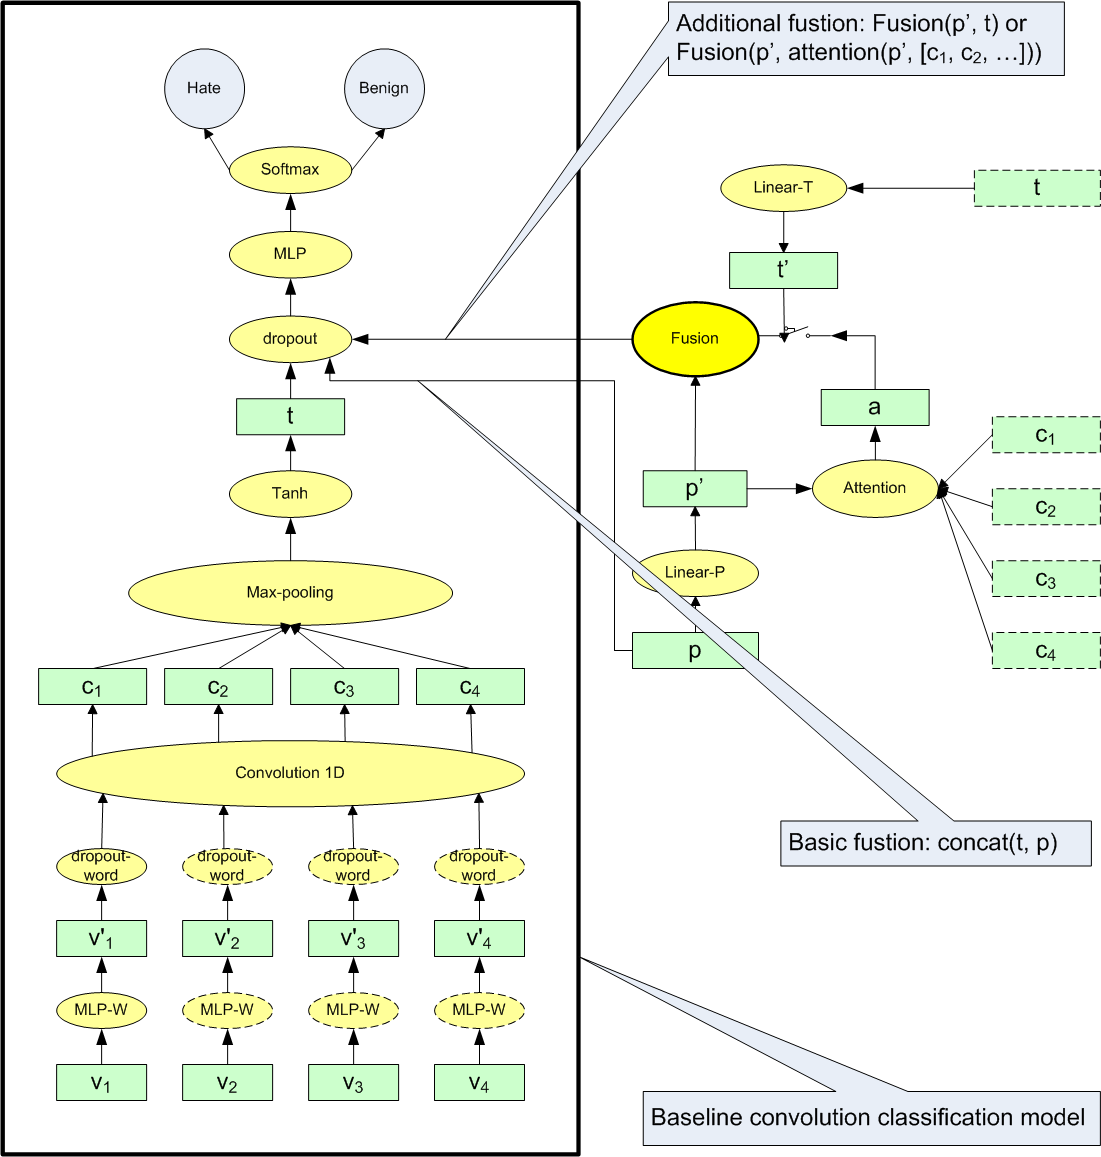 Additional fustion: Fusion(p’, t) or
Fusion(p’, attention(p’, [c₁, c₂, …]))
Hate
Benign
Softmax
Linear-T
t
MLP
t’
dropout
Fusion
t
a
c₁
Tanh
p’
Attention
c₂
Max-pooling
Linear-P
c₃
p
c₄
c₁
c₂
c₃
c₄
Convolution 1D
Basic fustion: concat(t, p)
dropout-
word
dropout-
word
dropout-
word
dropout-
word
v'₁
v'₂
v'₃
v'₄
MLP-W
MLP-W
MLP-W
MLP-W
v₁
v₂
v₃
v₄
Baseline convolution classification model